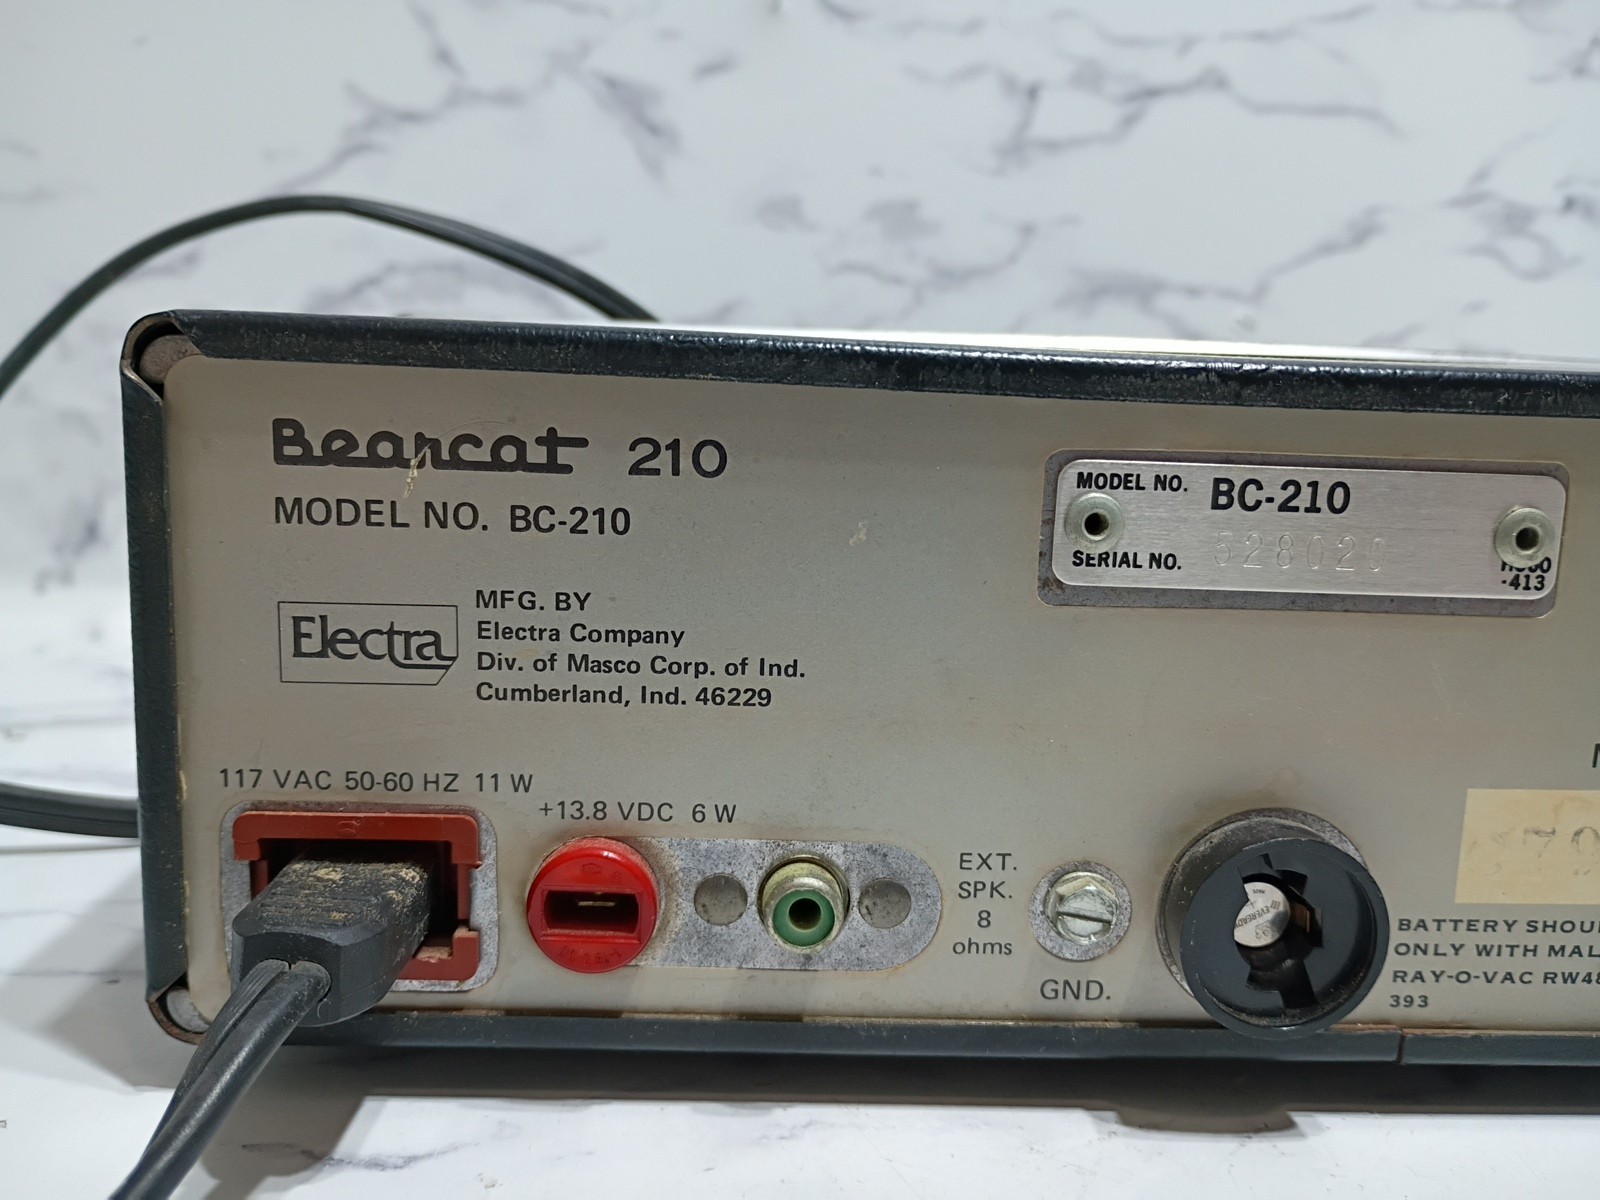 Bearcat 210
MODEL NO. BC-210
Electra
MFG. BY
Electra Company
Div. of Masco Corp. of Ind.
Cumberland, Ind. 46229
MODEL NO. BC-210
SERIAL NO. 528020
-413
117 VAC 50-60 HZ 11 W
+13.8 VDC 6 W
EXT.
SPK.
8
ohms
GND.
EVEREADY
BATTERY SHOU
ONLY WITH MAL
RAY-O-VAC RW48
393